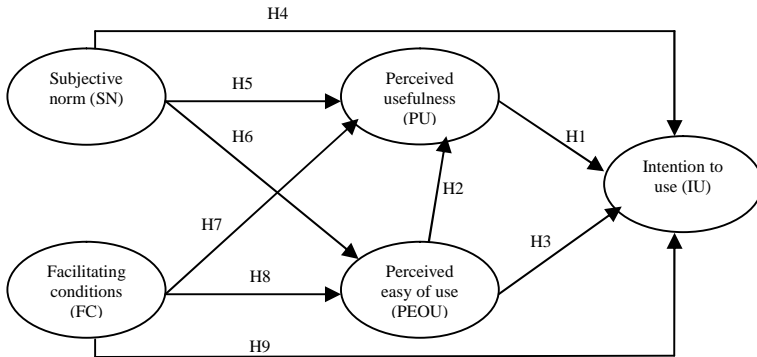 H4
Subjective
norm (SN)
H5
Perceived
usefulness
(PU)
H6
H1
H2
Intention to
use (IU)
H7
H3
Facilitating
conditions
(FC)
H8
Perceived
easy of use
(PEOU)
H9